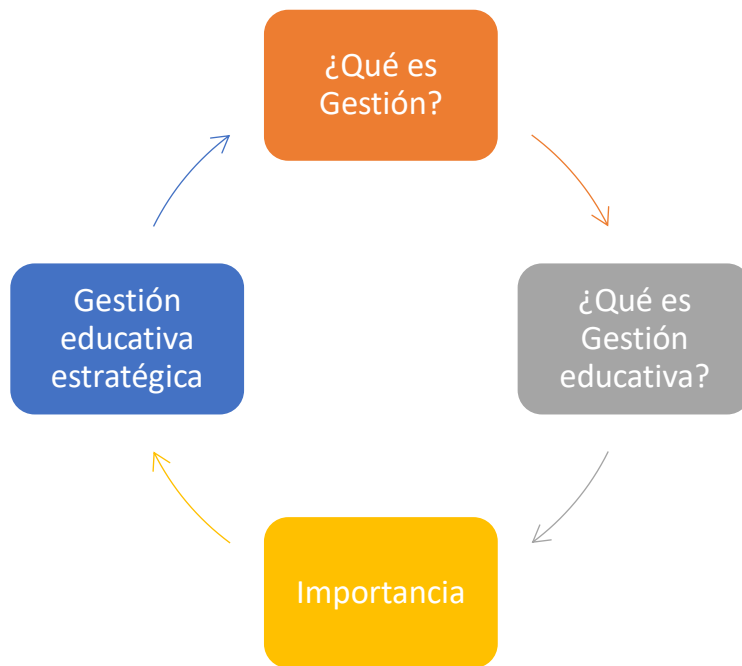 ¿Qué es
Gestión?
¿Qué es
Gestión
educativa?
Importancia
Gestión
educativa
estratégica